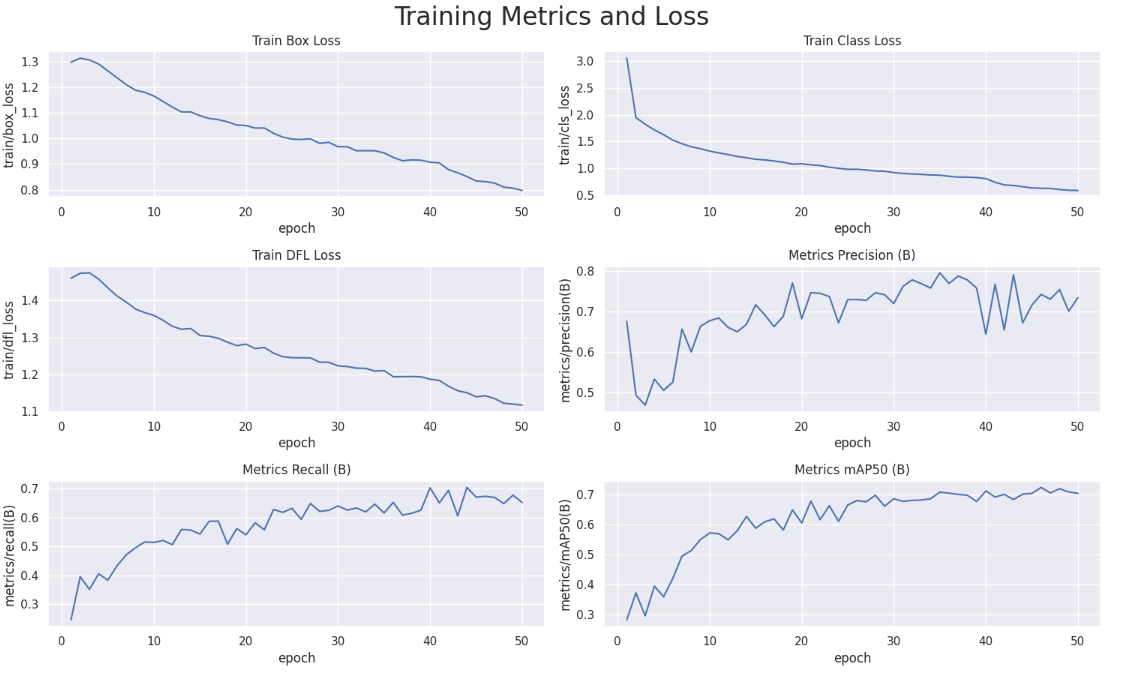 Training Metrics and Loss
Train Box Loss
train/box_loss
1.3
1.2
1.1
1.0
0.9
0.8
0 10 20 30 40 50
epoch
Train Class Loss
train/cls_loss
3.0
2.5
2.0
1.5
1.0
0.5
0 10 20 30 40 50
epoch
Train DFL Loss
train/dfl_loss
1.4
1.3
1.2
1.1
0 10 20 30 40 50
epoch
Metrics Precision (B)
metrics/precision(B)
0.8
0.7
0.6
0.5
0 10 20 30 40 50
epoch
Metrics Recall (B)
metrics/recall(B)
0.7
0.6
0.5
0.4
0.3
0 10 20 30 40 50
epoch
Metrics mAP50 (B)
metrics/mAP50(B)
0.7
0.6
0.5
0.4
0.3
0 10 20 30 40 50
epoch